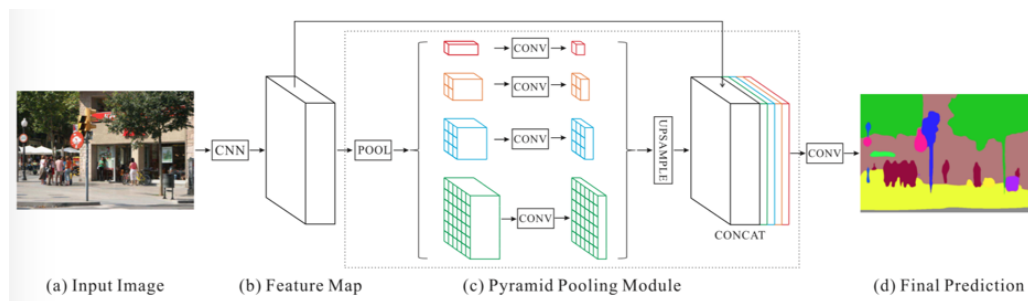 CNN
POOL
CONV
CONV
CONV
CONV
UPSAMPLE
CONCAT
CONV
(a) Input Image
(b) Feature Map
(c) Pyramid Pooling Module
(d) Final Prediction